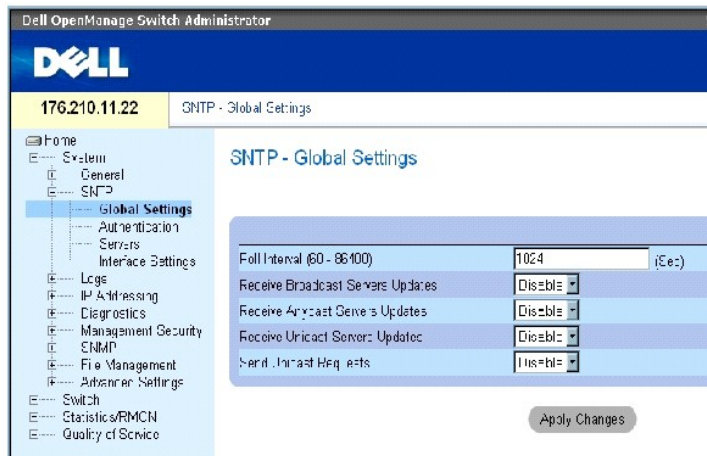 Dell OpenManage Switch Administrator
DELL
176.210.11.22
SNTP - Global Settings
Home
System
General
SNTP
Global Settings
Authentication
Servers
Interface Settings
Logs
IP Addressing
Diagnostics
Management Security
SNMP
File Management
Advanced Settings
Switch
Statistics/RMON
Quality of Service
SNTP - Global Settings
Poll Interval (60 - 86400) 1024 (Sec)
Receive Broadcast Servers Updates Disable
Receive Anycast Servers Updates Disable
Receive Unicast Servers Updates Disable
Send Unicast Requests Disable
Apply Changes